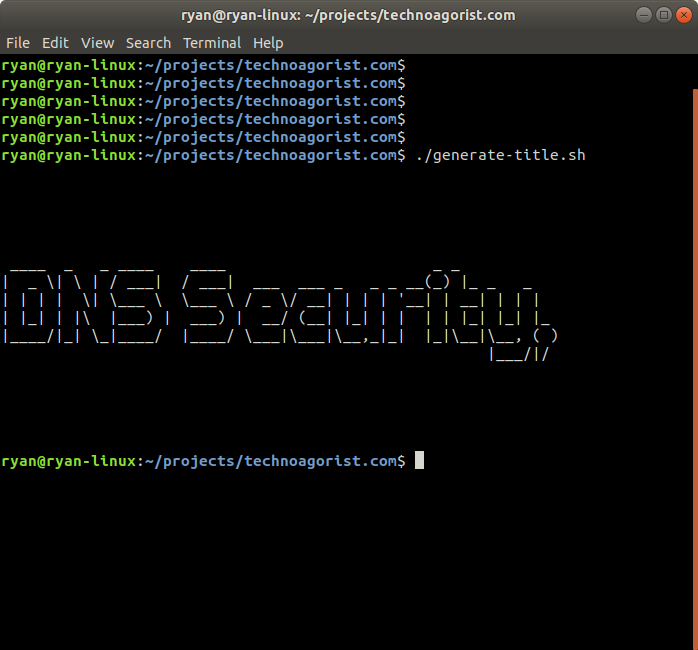 ryan@ryan-linux: ~/projects/technoagorist.com
File Edit View Search Terminal Help
ryan@ryan-linux:~/projects/technoagorist.com$
ryan@ryan-linux:~/projects/technoagorist.com$
ryan@ryan-linux:~/projects/technoagorist.com$
ryan@ryan-linux:~/projects/technoagorist.com$
ryan@ryan-linux:~/projects/technoagorist.com$
ryan@ryan-linux:~/projects/technoagorist.com$ ./generate-title.sh
DNS Security,
ryan@ryan-linux:~/projects/technoagorist.com$